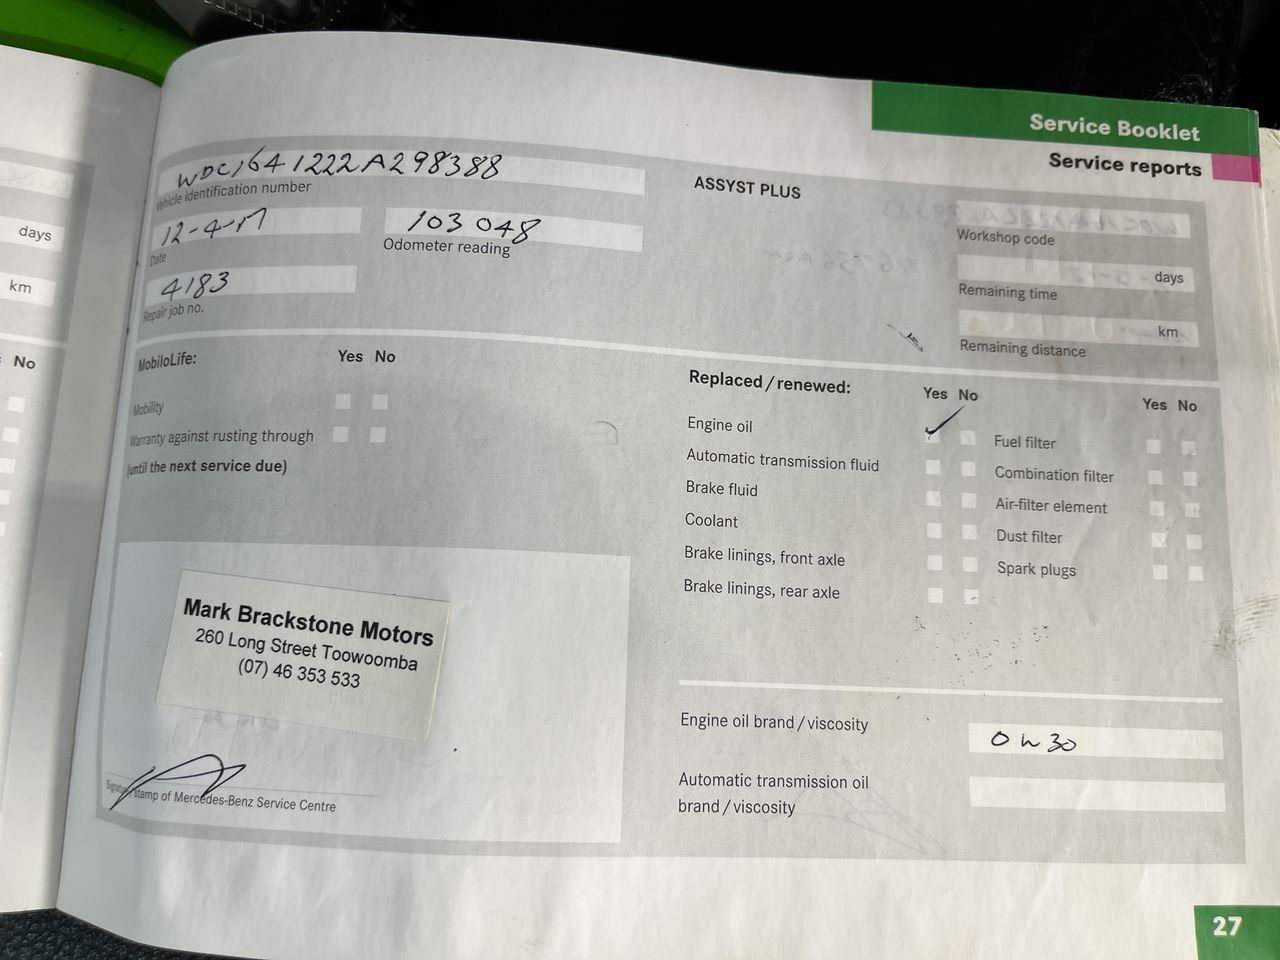 days
km
No
Service Booklet
Service reports
WDC1641222A298388
Vehicle identification number
12-4-17
Date
103 048
Odometer reading
4183
Repair job no.
ASSYST PLUS
Workshop code
days
Remaining time
km
Remaining distance
MobiloLife:
Yes No
Mobility
Warranty against rusting through
(until the next service due)
Replaced / renewed:
Yes No
Yes No
Engine oil
Fuel filter
Automatic transmission fluid
Combination filter
Brake fluid
Air-filter element
Coolant
Dust filter
Brake linings, front axle
Spark plugs
Brake linings, rear axle
Mark Brackstone Motors
260 Long Street Toowoomba
(07) 46 353 533
stamp of Mercedes-Benz Service Centre
Engine oil brand / viscosity
0W30
Automatic transmission oil
brand / viscosity
27